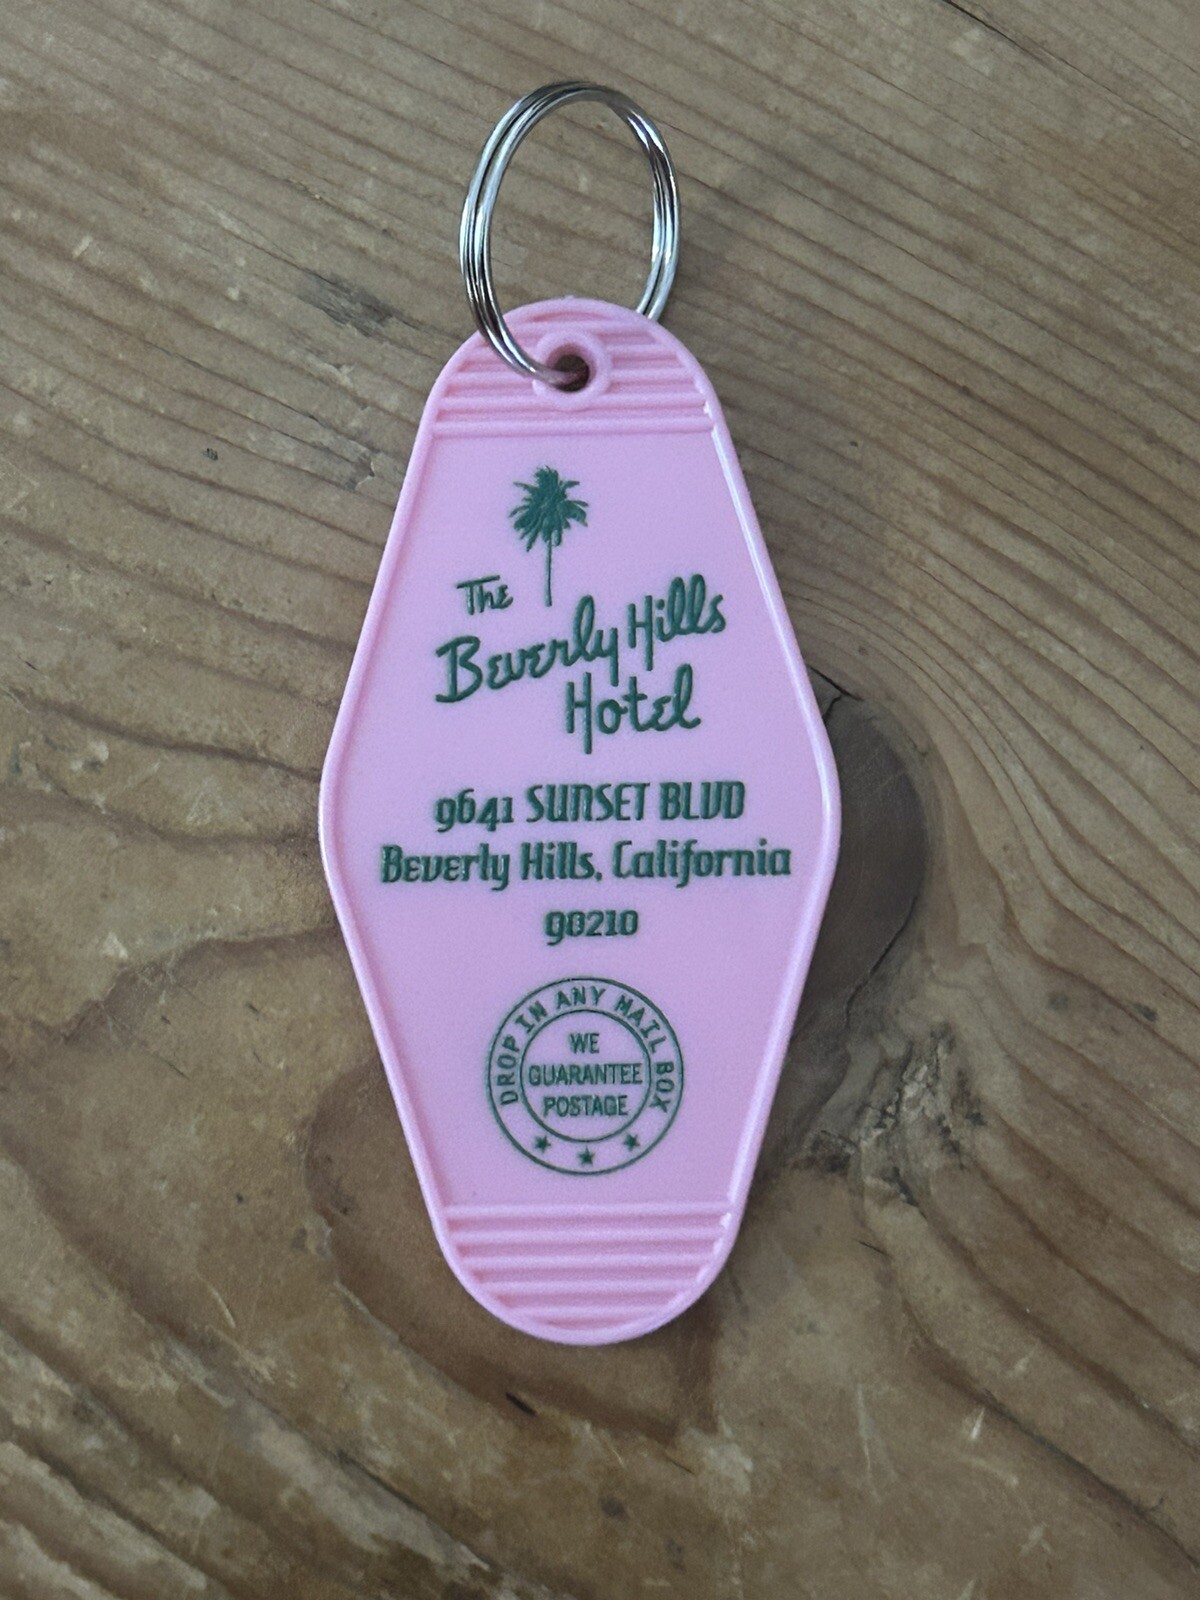 The
Beverly Hills
Hotel
9641 SUNSET BLVD
Beverly Hills, California
90210
DROP IN ANY MAIL BOX
WE
GUARANTEE
POSTAGE